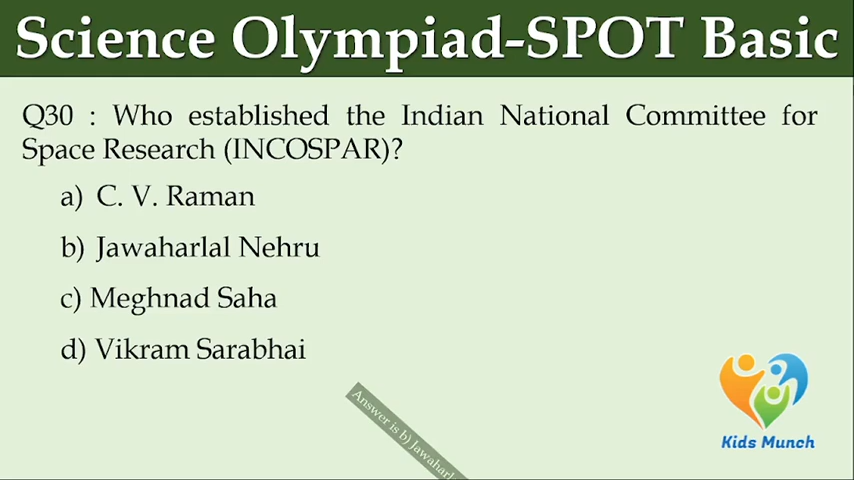 Science Olympiad-SPOT Basic
Q30 : Who established the Indian National Committee for
Space Research (INCOSPAR)?
a) C. V. Raman
b) Jawaharlal Nehru
c) Meghnad Saha
d) Vikram Sarabhai
Answer is b) Jawaharl
Kids Munch